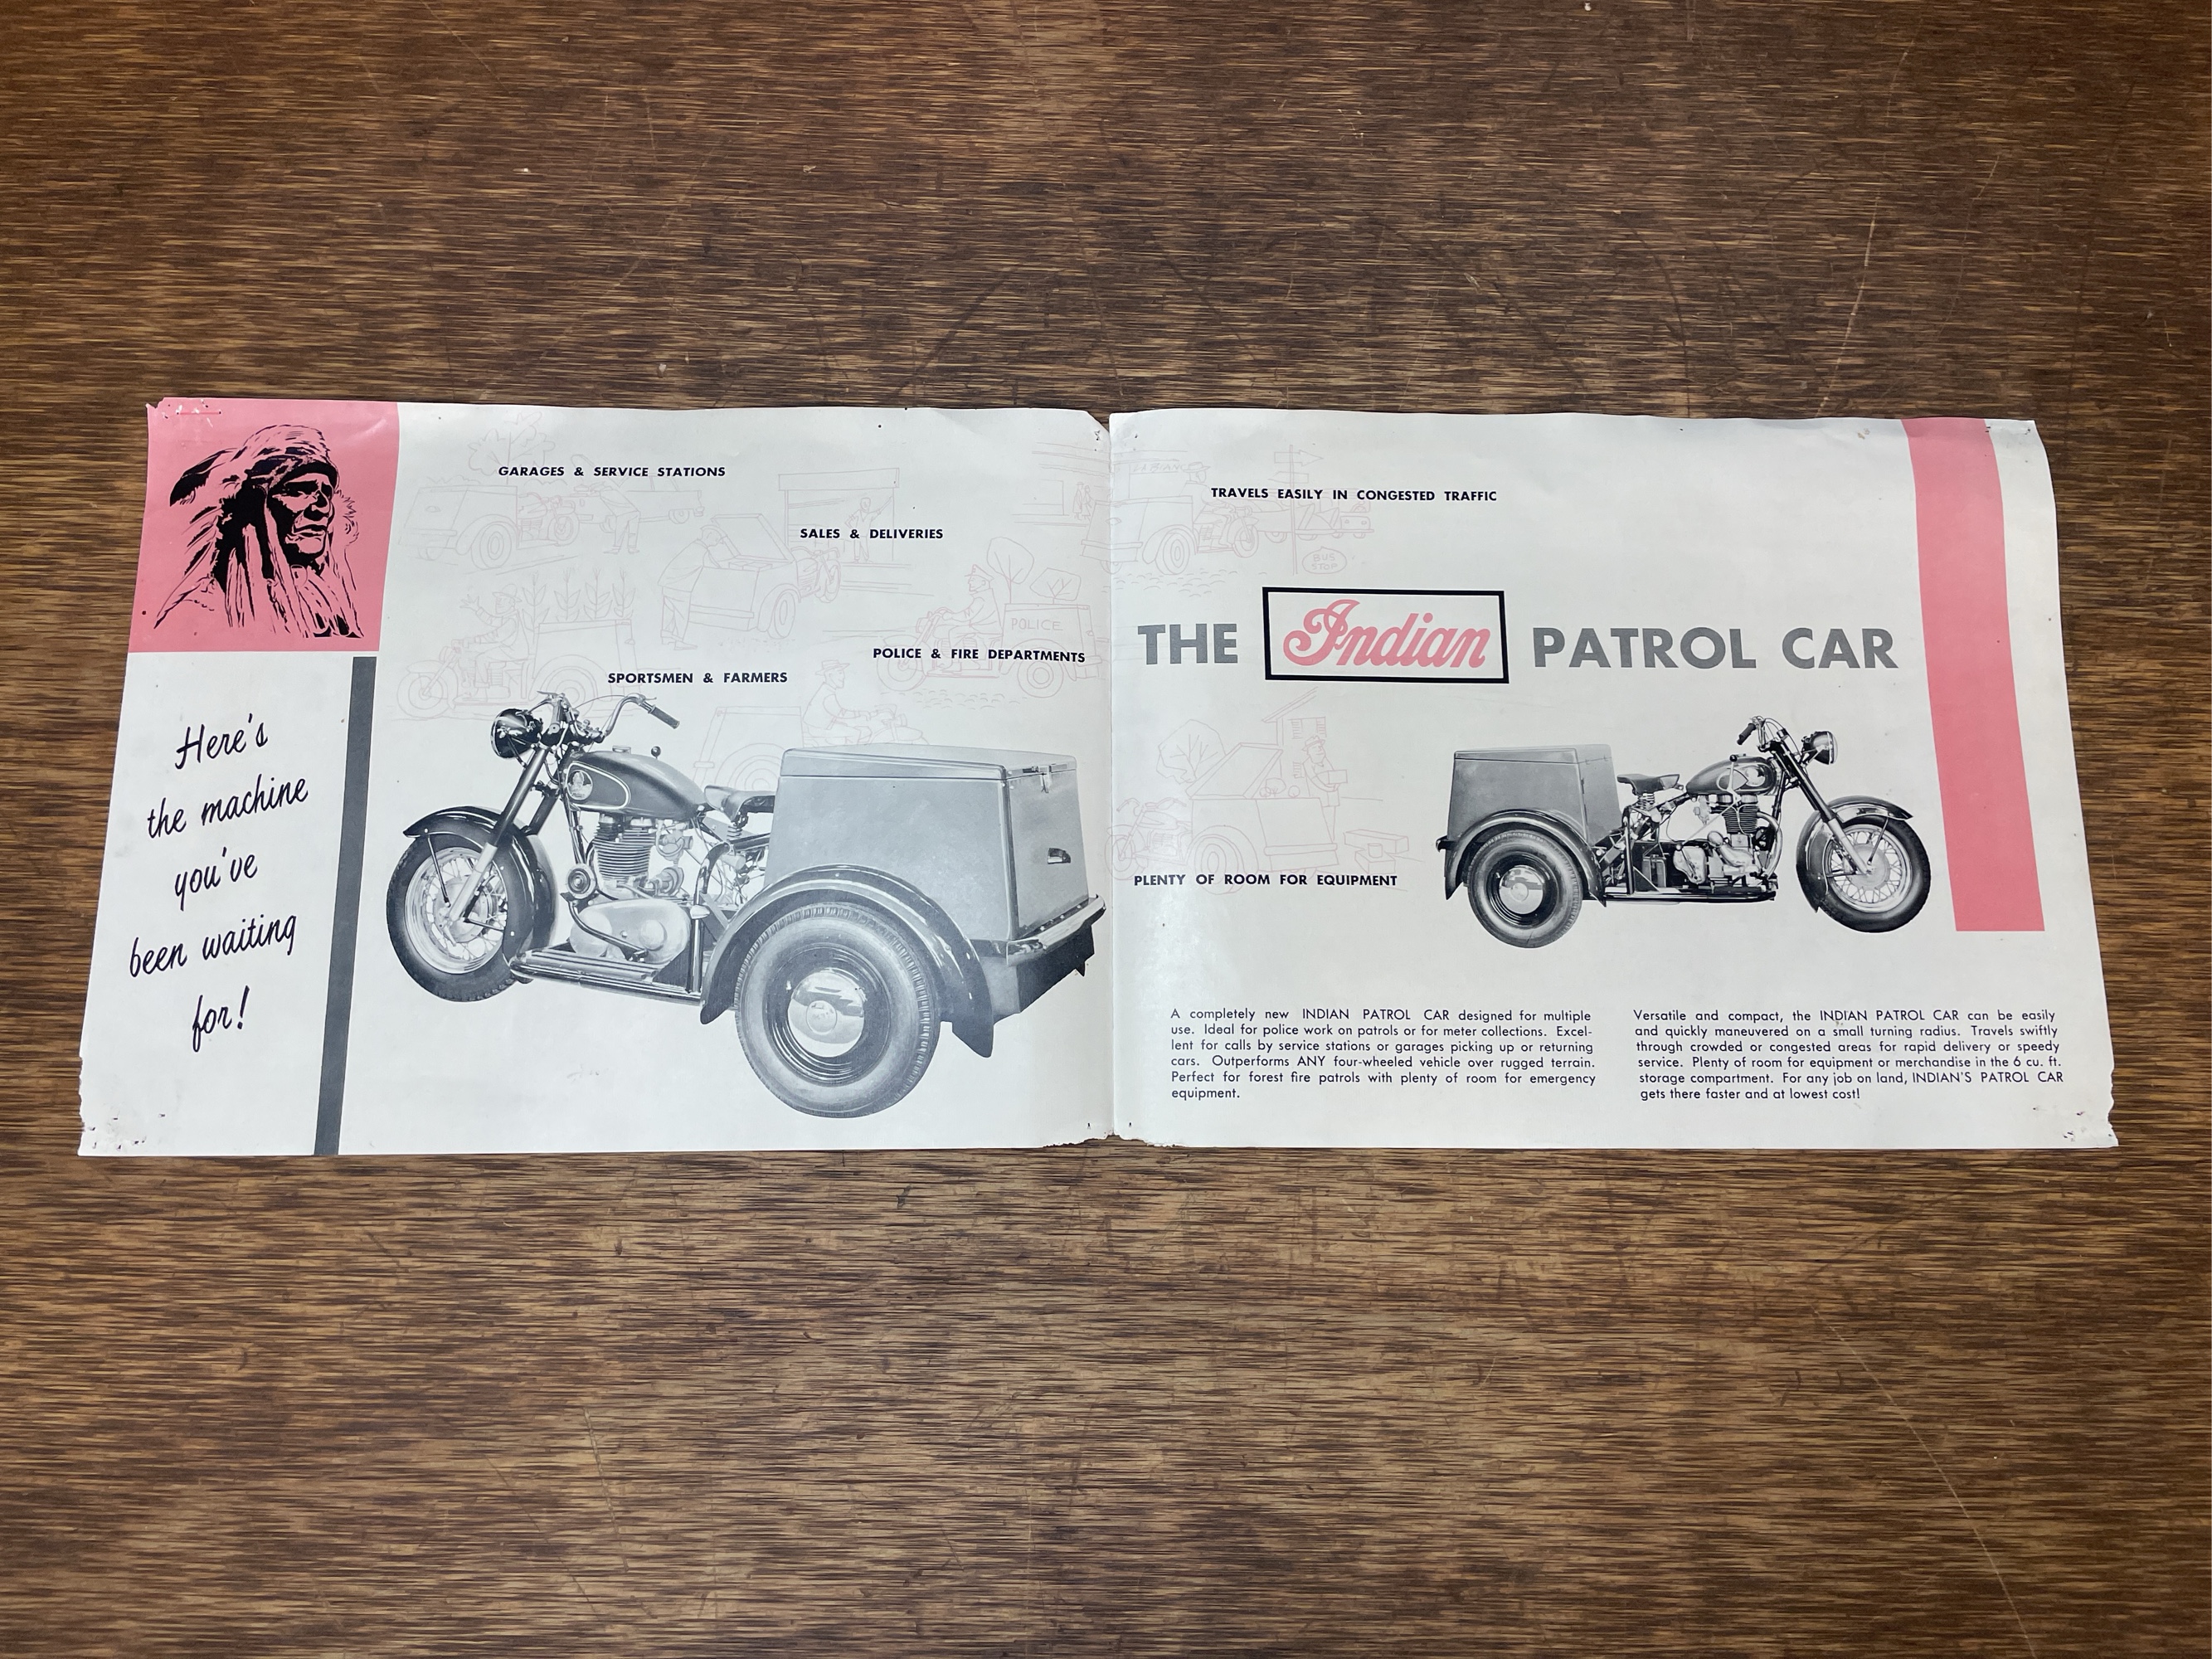 GARAGES & SERVICE STATIONS
SALES & DELIVERIES
POLICE
POLICE & FIRE DEPARTMENTS
SPORTSMEN & FARMERS
Here's
the machine
you've
been waiting
for!
TRAVELS EASILY IN CONGESTED TRAFFIC
BUS
STOP
THE Indian PATROL CAR
PLENTY OF ROOM FOR EQUIPMENT
A completely new INDIAN PATROL CAR designed for multiple
use. Ideal for police work on patrols or for meter collections. Excel-
lent for calls by service stations or garages picking up or returning
cars. Outperforms ANY four-wheeled vehicle over rugged terrain.
Perfect for forest fire patrols with plenty of room for emergency
equipment.
Versatile and compact, the INDIAN PATROL CAR can be easily
and quickly maneuvered on a small turning radius. Travels swiftly
through crowded or congested areas for rapid delivery or speedy
service. Plenty of room for equipment or merchandise in the 6 cu. ft.
storage compartment. For any job on land, INDIAN'S PATROL CAR
gets there faster and at lowest cost!